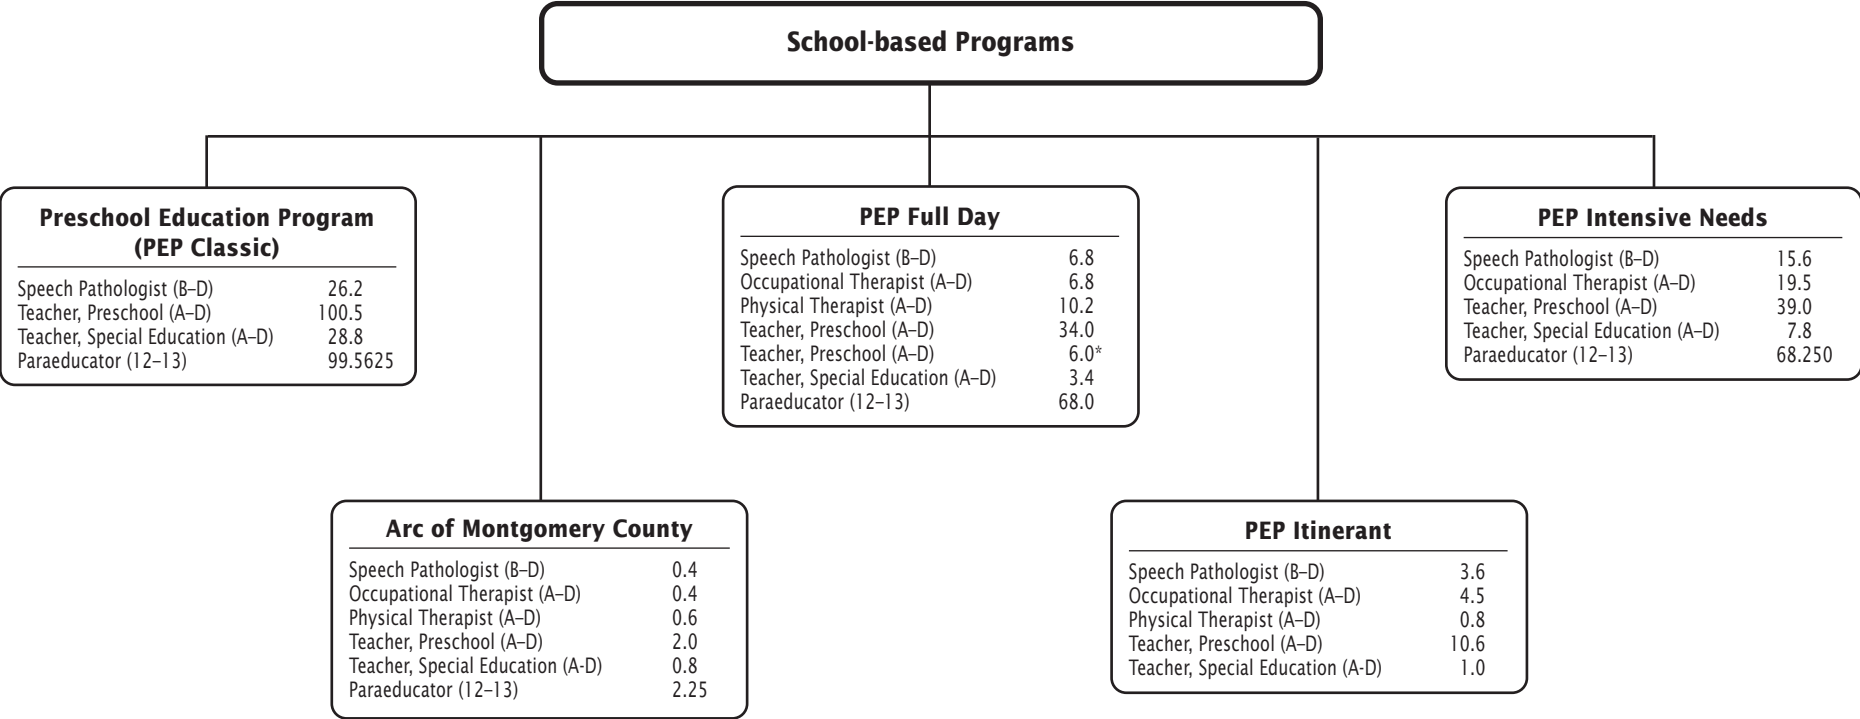 School-based Programs
Preschool Education Program
(PEP Classic)
Speech Pathologist (B–D) 26.2
Teacher, Preschool (A–D) 100.5
Teacher, Special Education (A–D) 28.8
Paraeducator (12–13) 99.5625
PEP Full Day
Speech Pathologist (B–D) 6.8
Occupational Therapist (A–D) 6.8
Physical Therapist (A–D) 10.2
Teacher, Preschool (A–D) 34.0
Teacher, Preschool (A–D) 6.0*
Teacher, Special Education (A–D) 3.4
Paraeducator (12–13) 68.0
PEP Intensive Needs
Speech Pathologist (B–D) 15.6
Occupational Therapist (A–D) 19.5
Teacher, Preschool (A–D) 39.0
Teacher, Special Education (A–D) 7.8
Paraeducator (12–13) 68.250
Arc of Montgomery County
Speech Pathologist (B–D) 0.4
Occupational Therapist (A–D) 0.4
Physical Therapist (A–D) 0.6
Teacher, Preschool (A–D) 2.0
Teacher, Special Education (A-D) 0.8
Paraeducator (12–13) 2.25
PEP Itinerant
Speech Pathologist (B–D) 3.6
Occupational Therapist (A–D) 4.5
Physical Therapist (A–D) 0.8
Teacher, Preschool (A–D) 10.6
Teacher, Special Education (A-D) 1.0